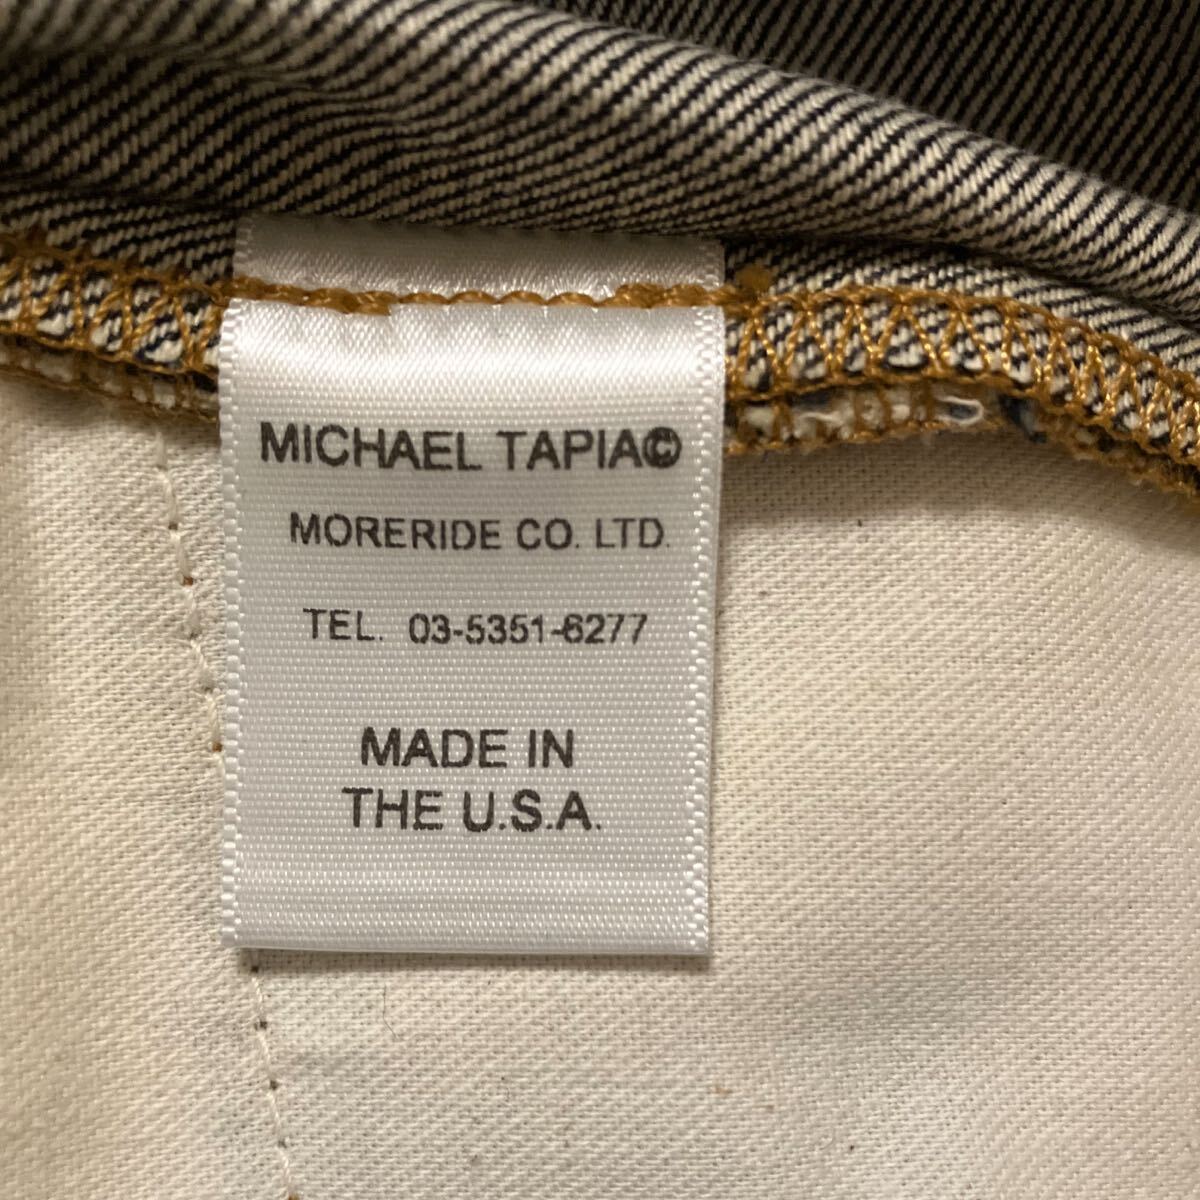 MICHAEL TAPIA©
MORERIDE CO. LTD.
TEL. 03-5351-6277
MADE IN
THE U.S.A.